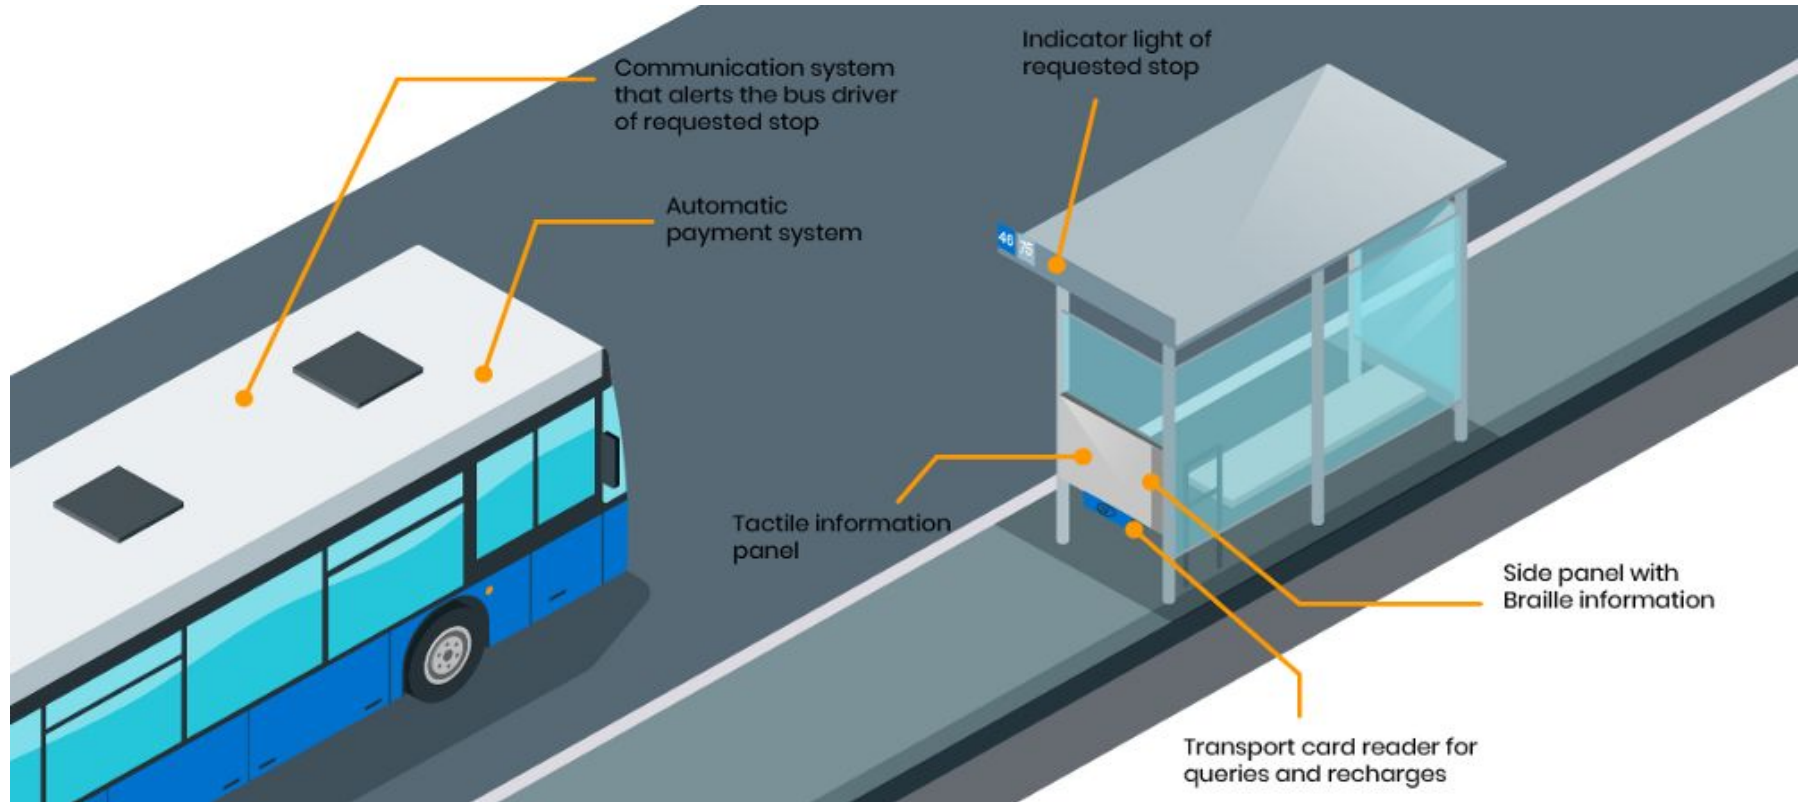 Indicator light of
requested stop
Communication system
that alerts the bus driver
of requested stop
Automatic
payment system
46
Tactile information
panel
Side panel with
Braille information
Transport card reader for
queries and recharges